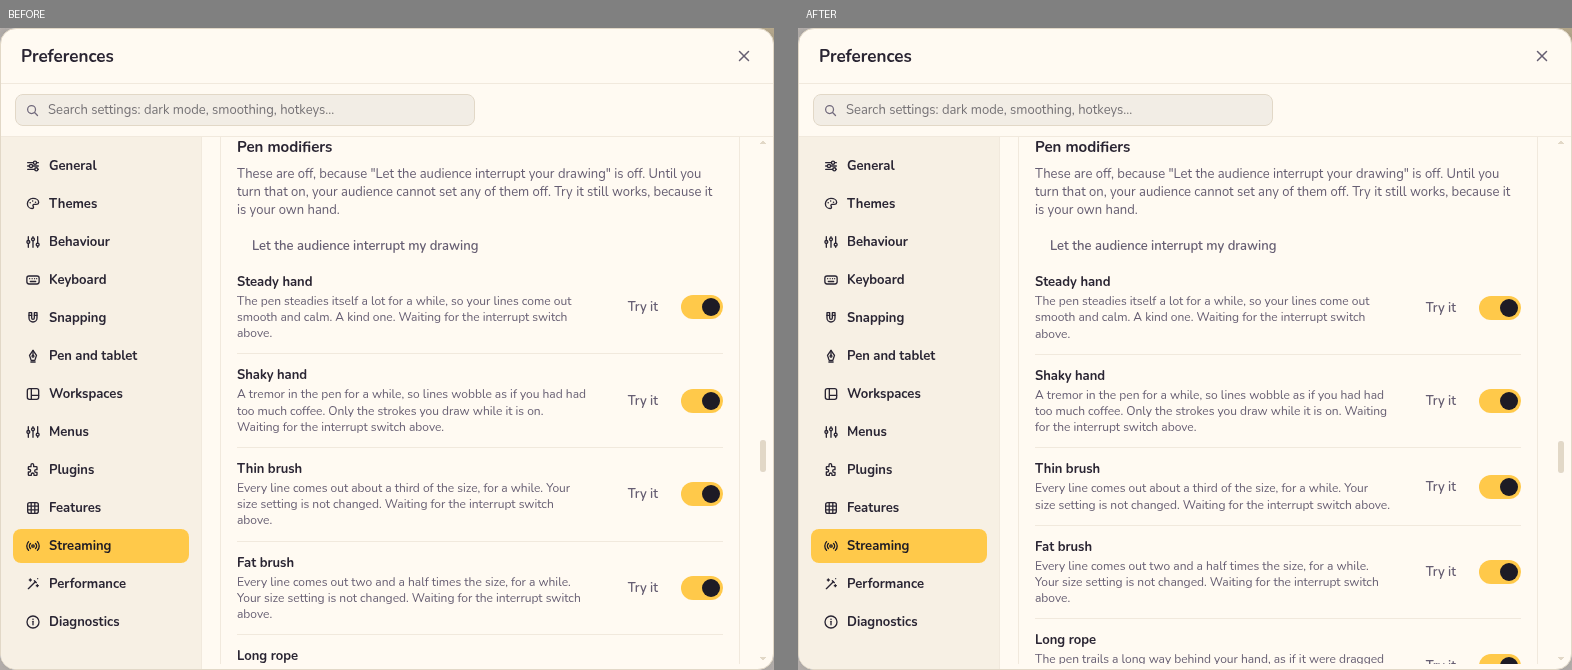 BEFORE
Preferences
Search settings: dark mode, smoothing, hotkeys...
General
Themes
Behaviour
Keyboard
Snapping
Pen and tablet
Workspaces
Menus
Plugins
Features
Streaming
Performance
Diagnostics
Pen modifiers
These are off, because "Let the audience interrupt your drawing" is off. Until you
turn that on, your audience cannot set any of them off. Try it still works, because it
is your own hand.
Let the audience interrupt my drawing
Steady hand
The pen steadies itself a lot for a while, so your lines come out
smooth and calm. A kind one. Waiting for the interrupt switch
above.
Try it
Shaky hand
A tremor in the pen for a while, so lines wobble as if you had had
too much coffee. Only the strokes you draw while it is on.
Waiting for the interrupt switch above.
Try it
Thin brush
Every line comes out about a third of the size, for a while. Your
size setting is not changed. Waiting for the interrupt switch
above.
Try it
Fat brush
Every line comes out two and a half times the size, for a while.
Your size setting is not changed. Waiting for the interrupt switch
above.
Try it
Long rope
AFTER
Preferences
Search settings: dark mode, smoothing, hotkeys...
General
Themes
Behaviour
Keyboard
Snapping
Pen and tablet
Workspaces
Menus
Plugins
Features
Streaming
Performance
Diagnostics
Pen modifiers
These are off, because "Let the audience interrupt your drawing" is off. Until you
turn that on, your audience cannot set any of them off. Try it still works, because it
is your own hand.
Let the audience interrupt my drawing
Steady hand
The pen steadies itself a lot for a while, so your lines come out
smooth and calm. A kind one. Waiting for the interrupt switch
above.
Try it
Shaky hand
A tremor in the pen for a while, so lines wobble as if you had had
too much coffee. Only the strokes you draw while it is on. Waiting
for the interrupt switch above.
Try it
Thin brush
Every line comes out about a third of the size, for a while. Your
size setting is not changed. Waiting for the interrupt switch above.
Try it
Fat brush
Every line comes out two and a half times the size, for a while.
Your size setting is not changed. Waiting for the interrupt switch
above.
Try it
Long rope
The pen trails a long way behind your hand, as if it were dragged
Try it